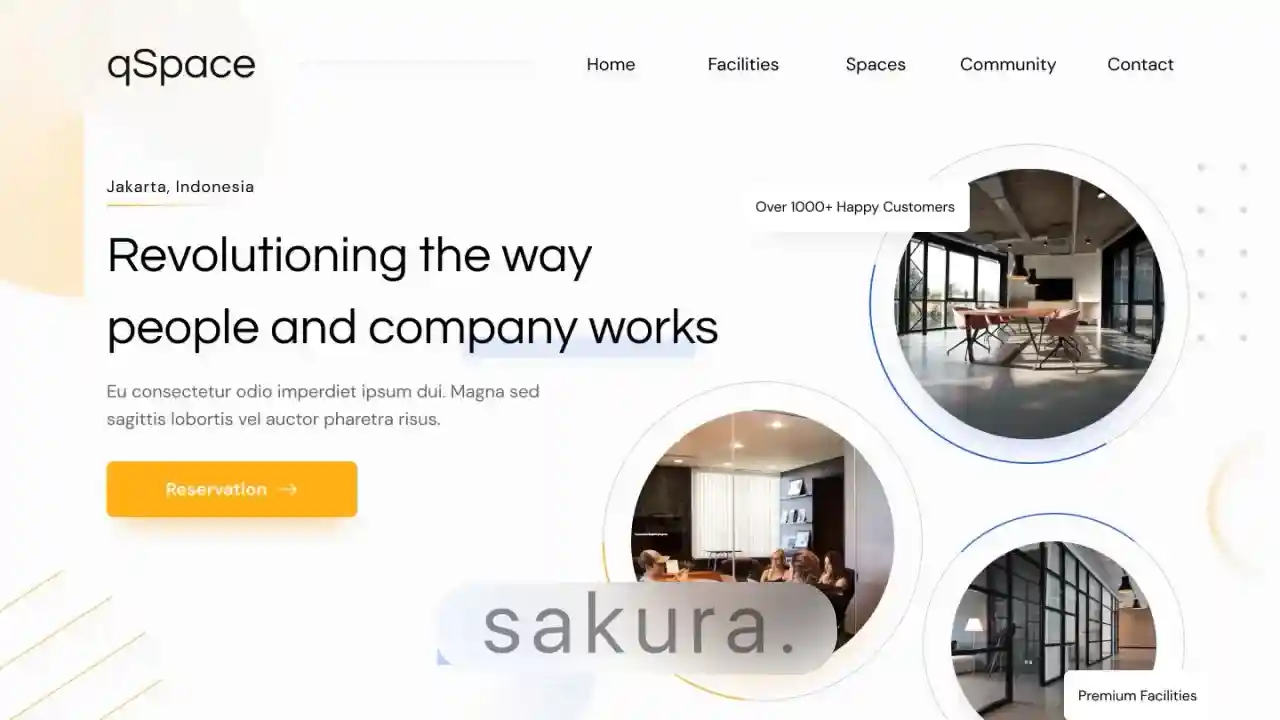 qSpace
Home
Facilities
Spaces
Community
Contact
Jakarta, Indonesia
Over 1000+ Happy Customers
Revolutioning the way
people and company works
Eu consectetur odio imperdiet ipsum dui. Magna sed
sagittis lobortis vel auctor pharetra risus.
Reservation →
sakura.
Premium Facilities